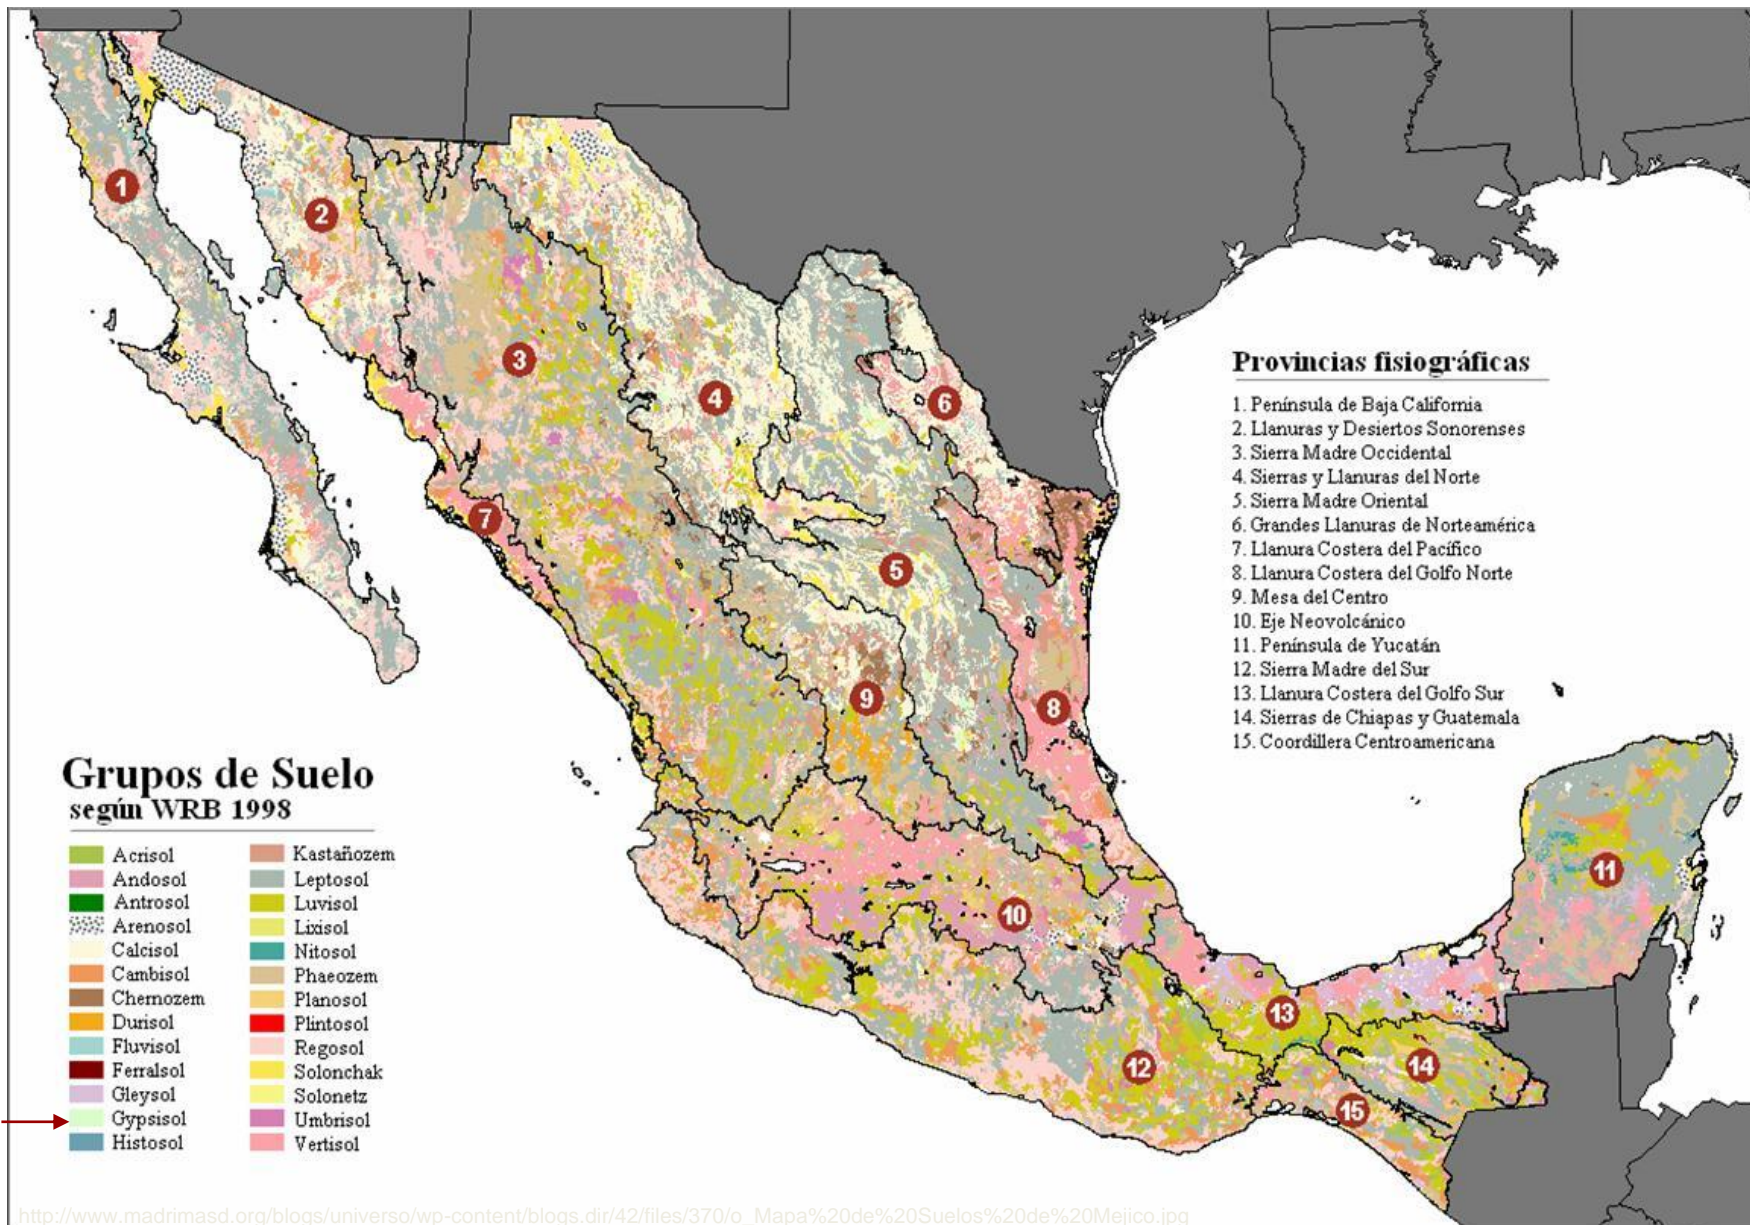 1
2
3
4
5
6
7
8
9
10
11
12
13
14
15
Provincias fisiográficas
1. Península de Baja California
2. Llanuras y Desiertos Sonorenses
3. Sierra Madre Occidental
4. Sierras y Llanuras del Norte
5. Sierra Madre Oriental
6. Grandes Llanuras de Norteamérica
7. Llanura Costera del Pacífico
8. Llanura Costera del Golfo Norte
9. Mesa del Centro
10. Eje Neovolcánico
11. Península de Yucatán
12. Sierra Madre del Sur
13. Llanura Costera del Golfo Sur
14. Sierras de Chiapas y Guatemala
15. Coordillera Centroamericana
Grupos de Suelo
según WRB 1998
Acrisol
Andosol
Antrosol
Arenosol
Calcisol
Cambisol
Chernozem
Durisol
Fluvisol
Ferralsol
Gleysol
Gypsisol
Histosol
Kastañozem
Leptosol
Luvisol
Lixisol
Nitosol
Phaeozem
Planosol
Plintosol
Regosol
Solonchak
Solonetz
Umbrisol
Vertisol
http://www.madrimasd.org/blogs/universo/wp-content/blogs.dir/42/files/370/o_Mapa%20de%20Suelos%20de%20Mejico.jpg